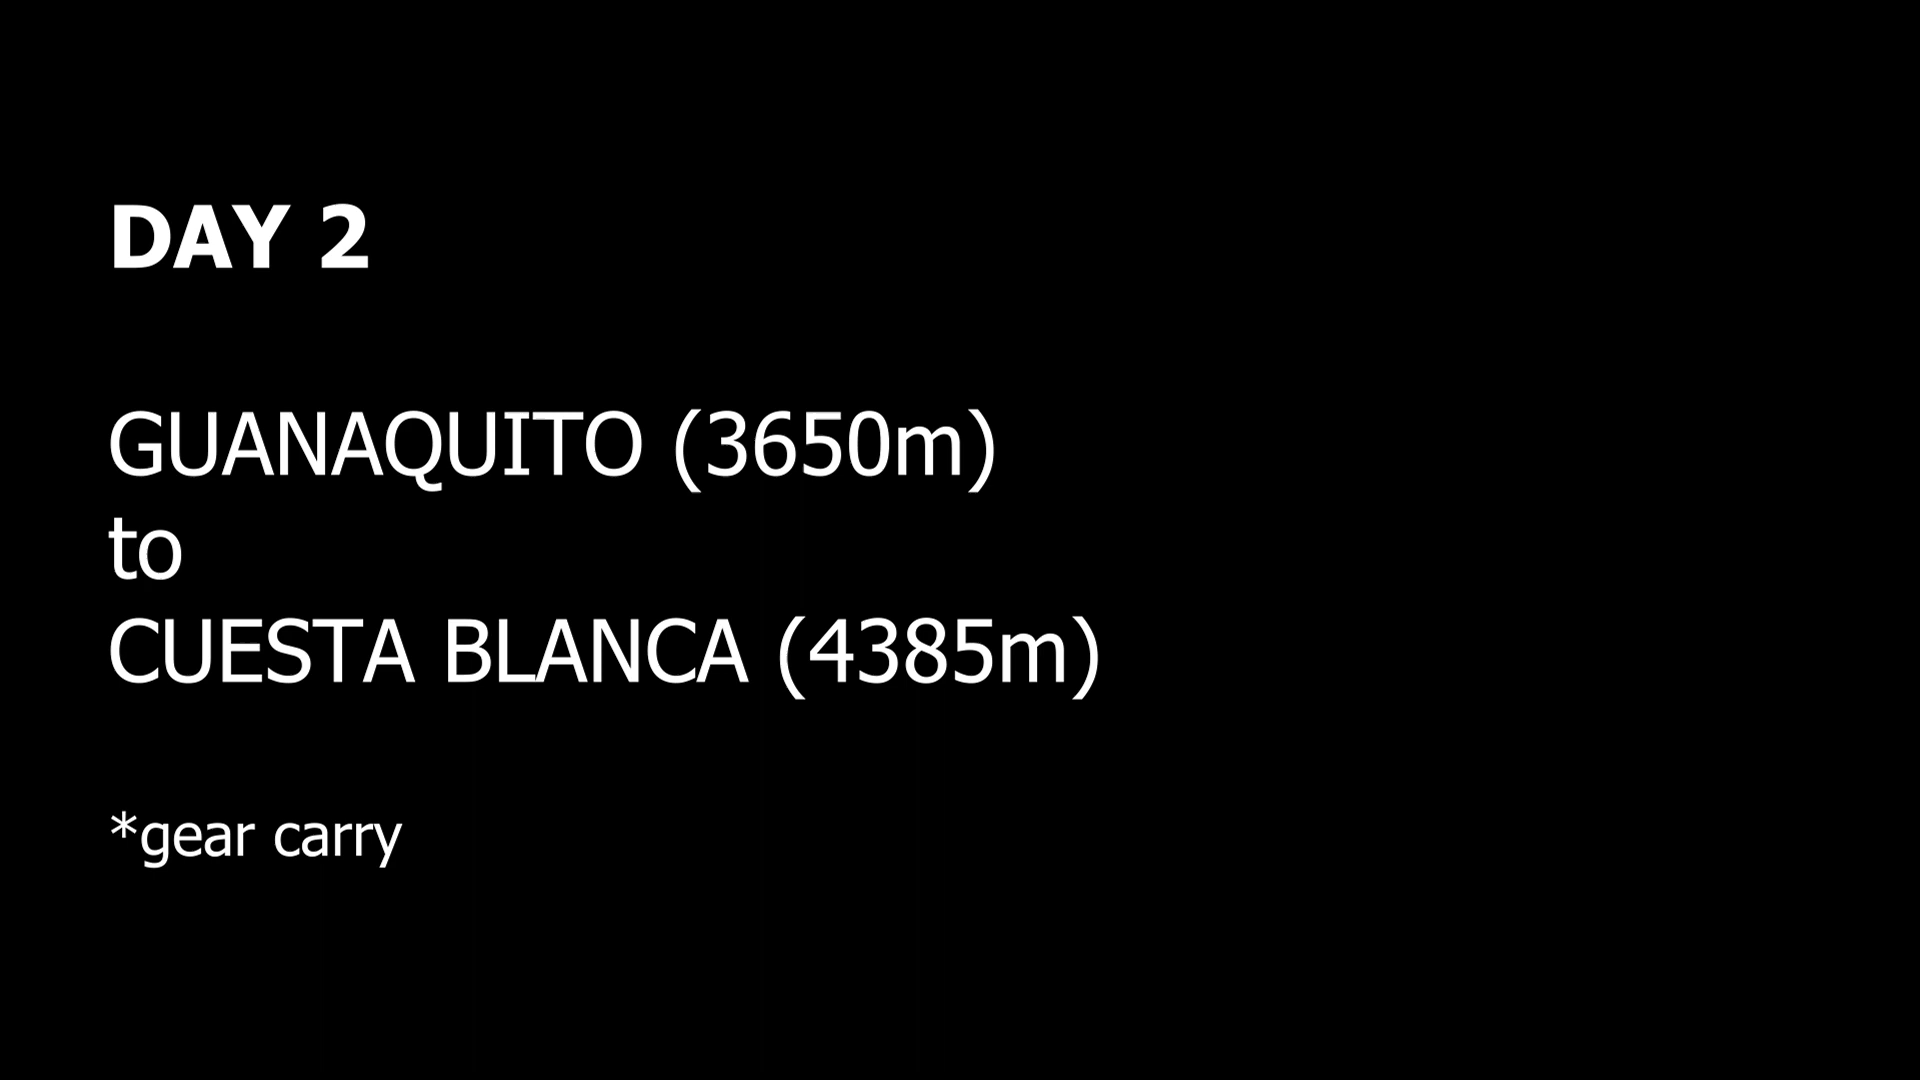 DAY 2
GUANAQUITO (3650m)
to
CUESTA BLANCA (4385m)
*gear carry